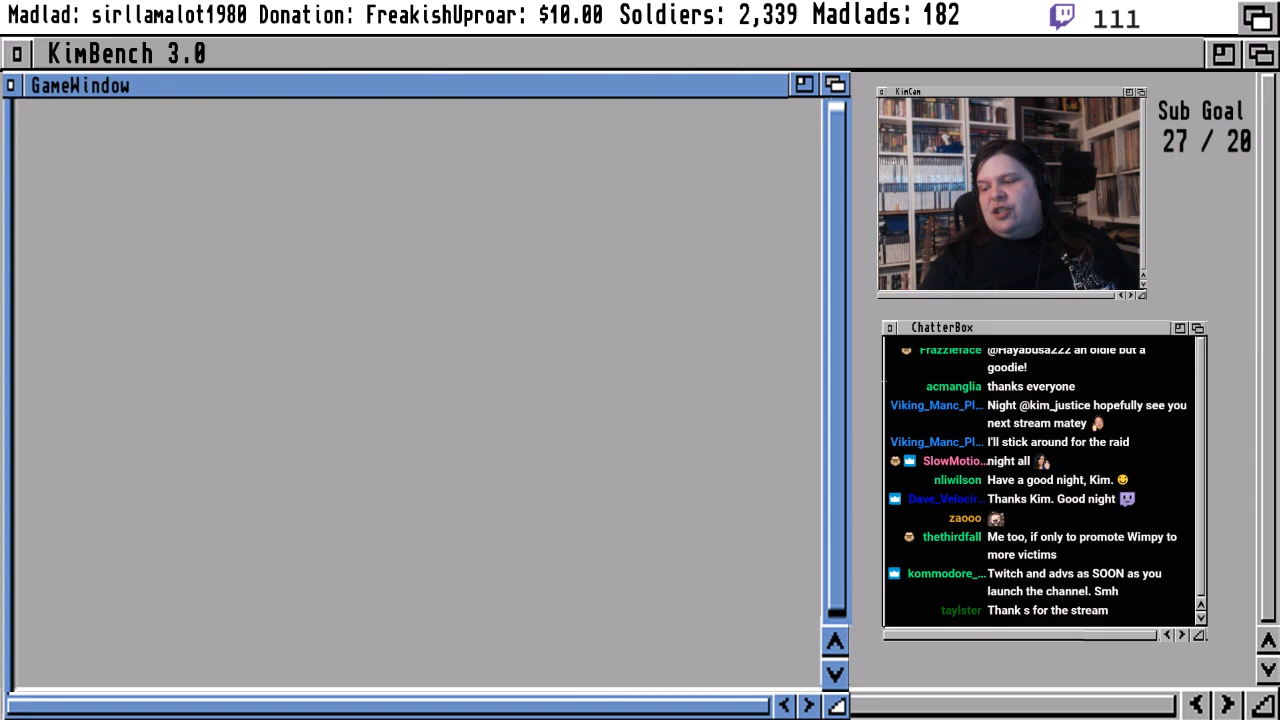 Madlad: sirllamalot1980 Donation: FreakishUproar: $10.00 Soldiers: 2,339 Madlads: 182
111
KimBench 3.0
GameWindow
KimCam
Sub Goal
27 / 20
ChatterBox
Frazzleface @Hayabusa222 an oldie but a
goodie!
acmanglia thanks everyone
Viking_Manc_Pl... Night @kim_justice hopefully see you
next stream matey
Viking_Manc_Pl... I'll stick around for the raid
SlowMotio... night all
nliwilson Have a good night, Kim.
Dave_Velocir... Thanks Kim. Good night
zaooo
thethirdfall Me too, if only to promote Wimpy to
more victims
kommodore_... Twitch and advs as SOON as you
launch the channel. Smh
taylster Thank s for the stream